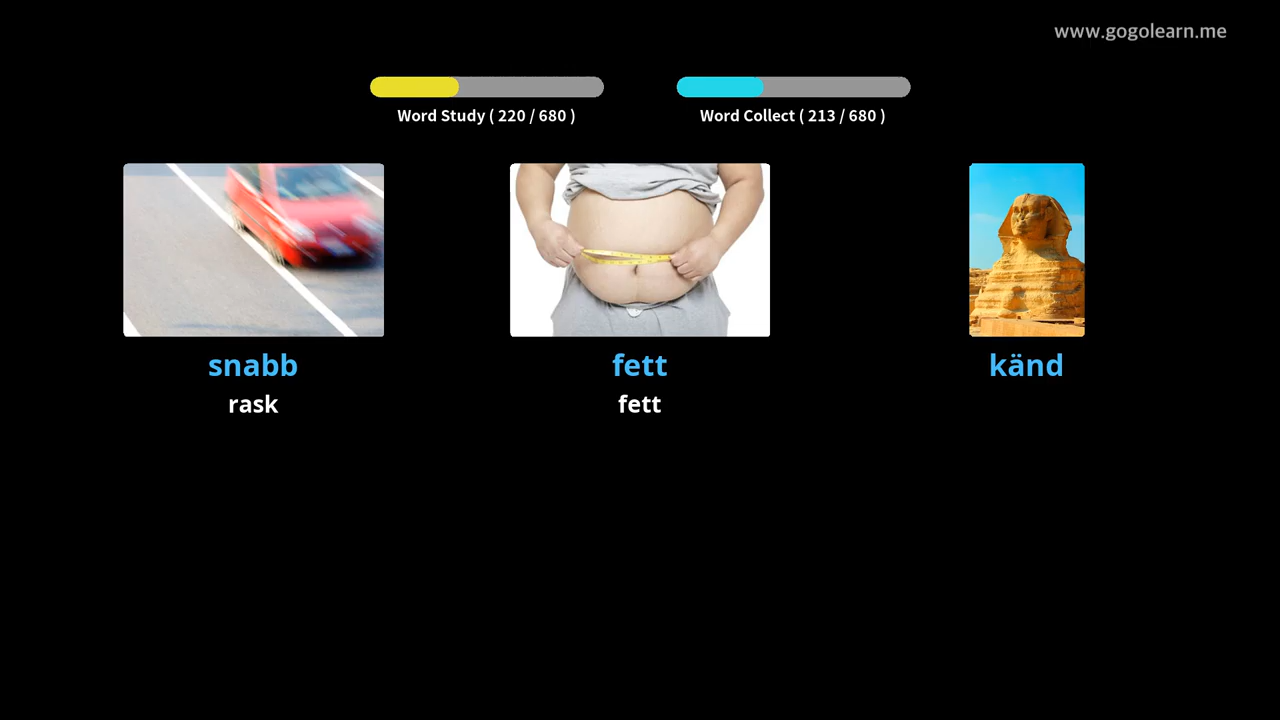 www.gogolearn.me
Word Study ( 220 / 680 )
Word Collect ( 213 / 680 )
snabb
fett
känd
rask
fett